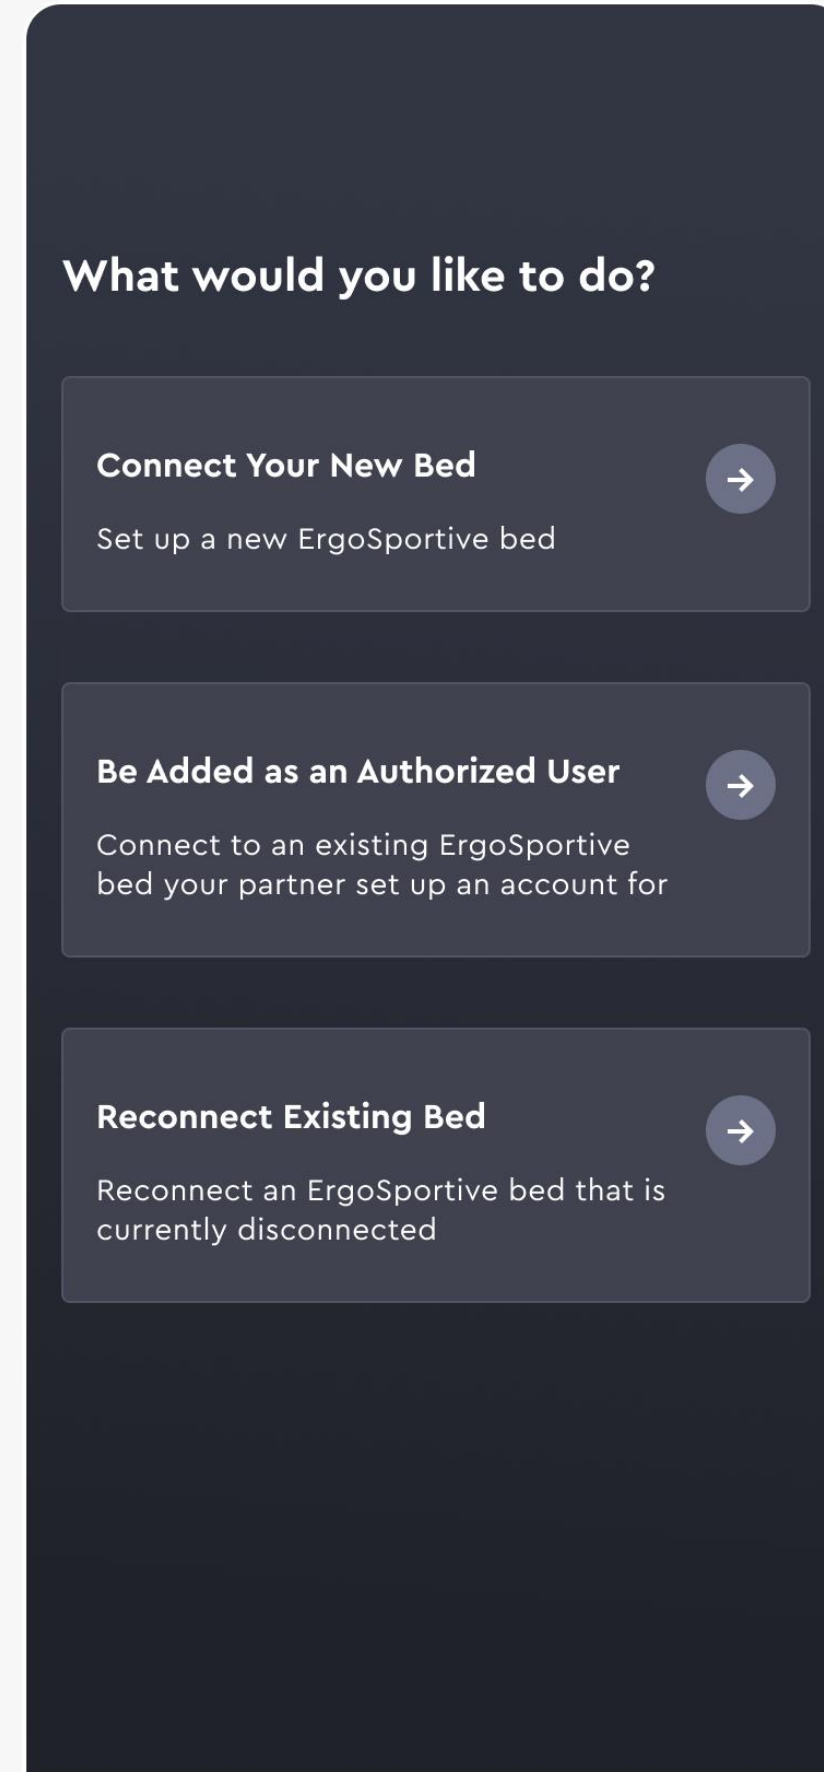 What would you like to do?
Connect Your New Bed
Set up a new ErgoSportive bed
Be Added as an Authorized User
Connect to an existing ErgoSportive
bed your partner set up an account for
Reconnect Existing Bed
Reconnect an ErgoSportive bed that is
currently disconnected